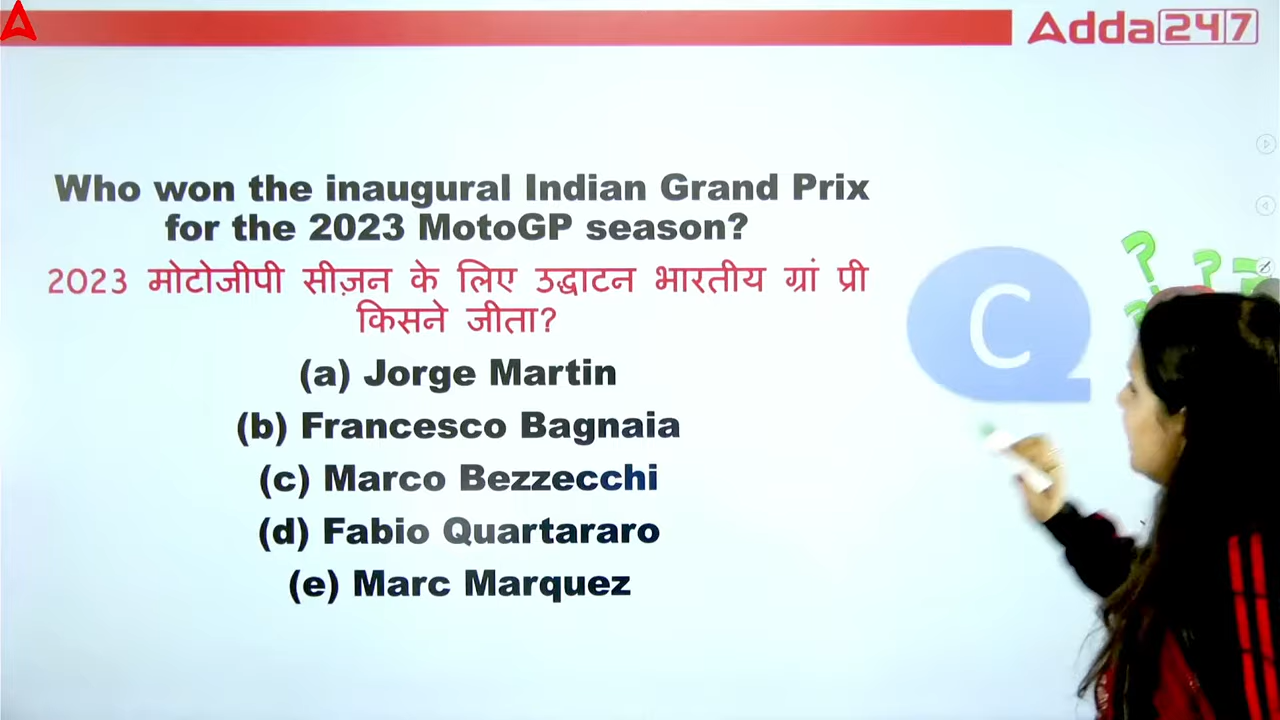 Adda247
Who won the inaugural Indian Grand Prix
for the 2023 MotoGP season?
2023 मोटोजीपी सीज़न के लिए उद्घाटन भारतीय ग्रां प्री
किसने जीता?
(a) Jorge Martin
(b) Francesco Bagnaia
(c) Marco Bezzecchi
(d) Fabio Quartararo
(e) Marc Marquez
C